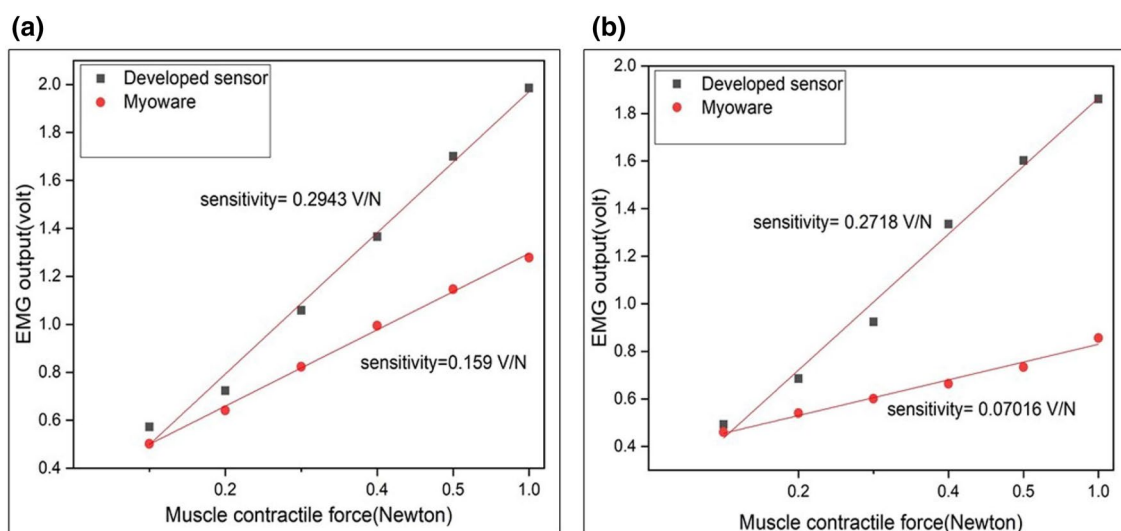 (a)
Developed sensor
Myoware
2.0
1.8
1.6
1.4
1.2
1.0
0.8
0.6
0.4
EMG output(volt)
sensitivity= 0.2943 V/N
sensitivity=0.159 V/N
0.2
0.4
0.5
1.0
Muscle contractile force(Newton)
(b)
Developed sensor
Myoware
2.0
1.8
1.6
1.4
1.2
1.0
0.8
0.6
0.4
EMG output(volt)
sensitivity= 0.2718 V/N
sensitivity= 0.07016 V/N
0.2
0.4
0.5
1.0
Muscle contractile force(Newton)